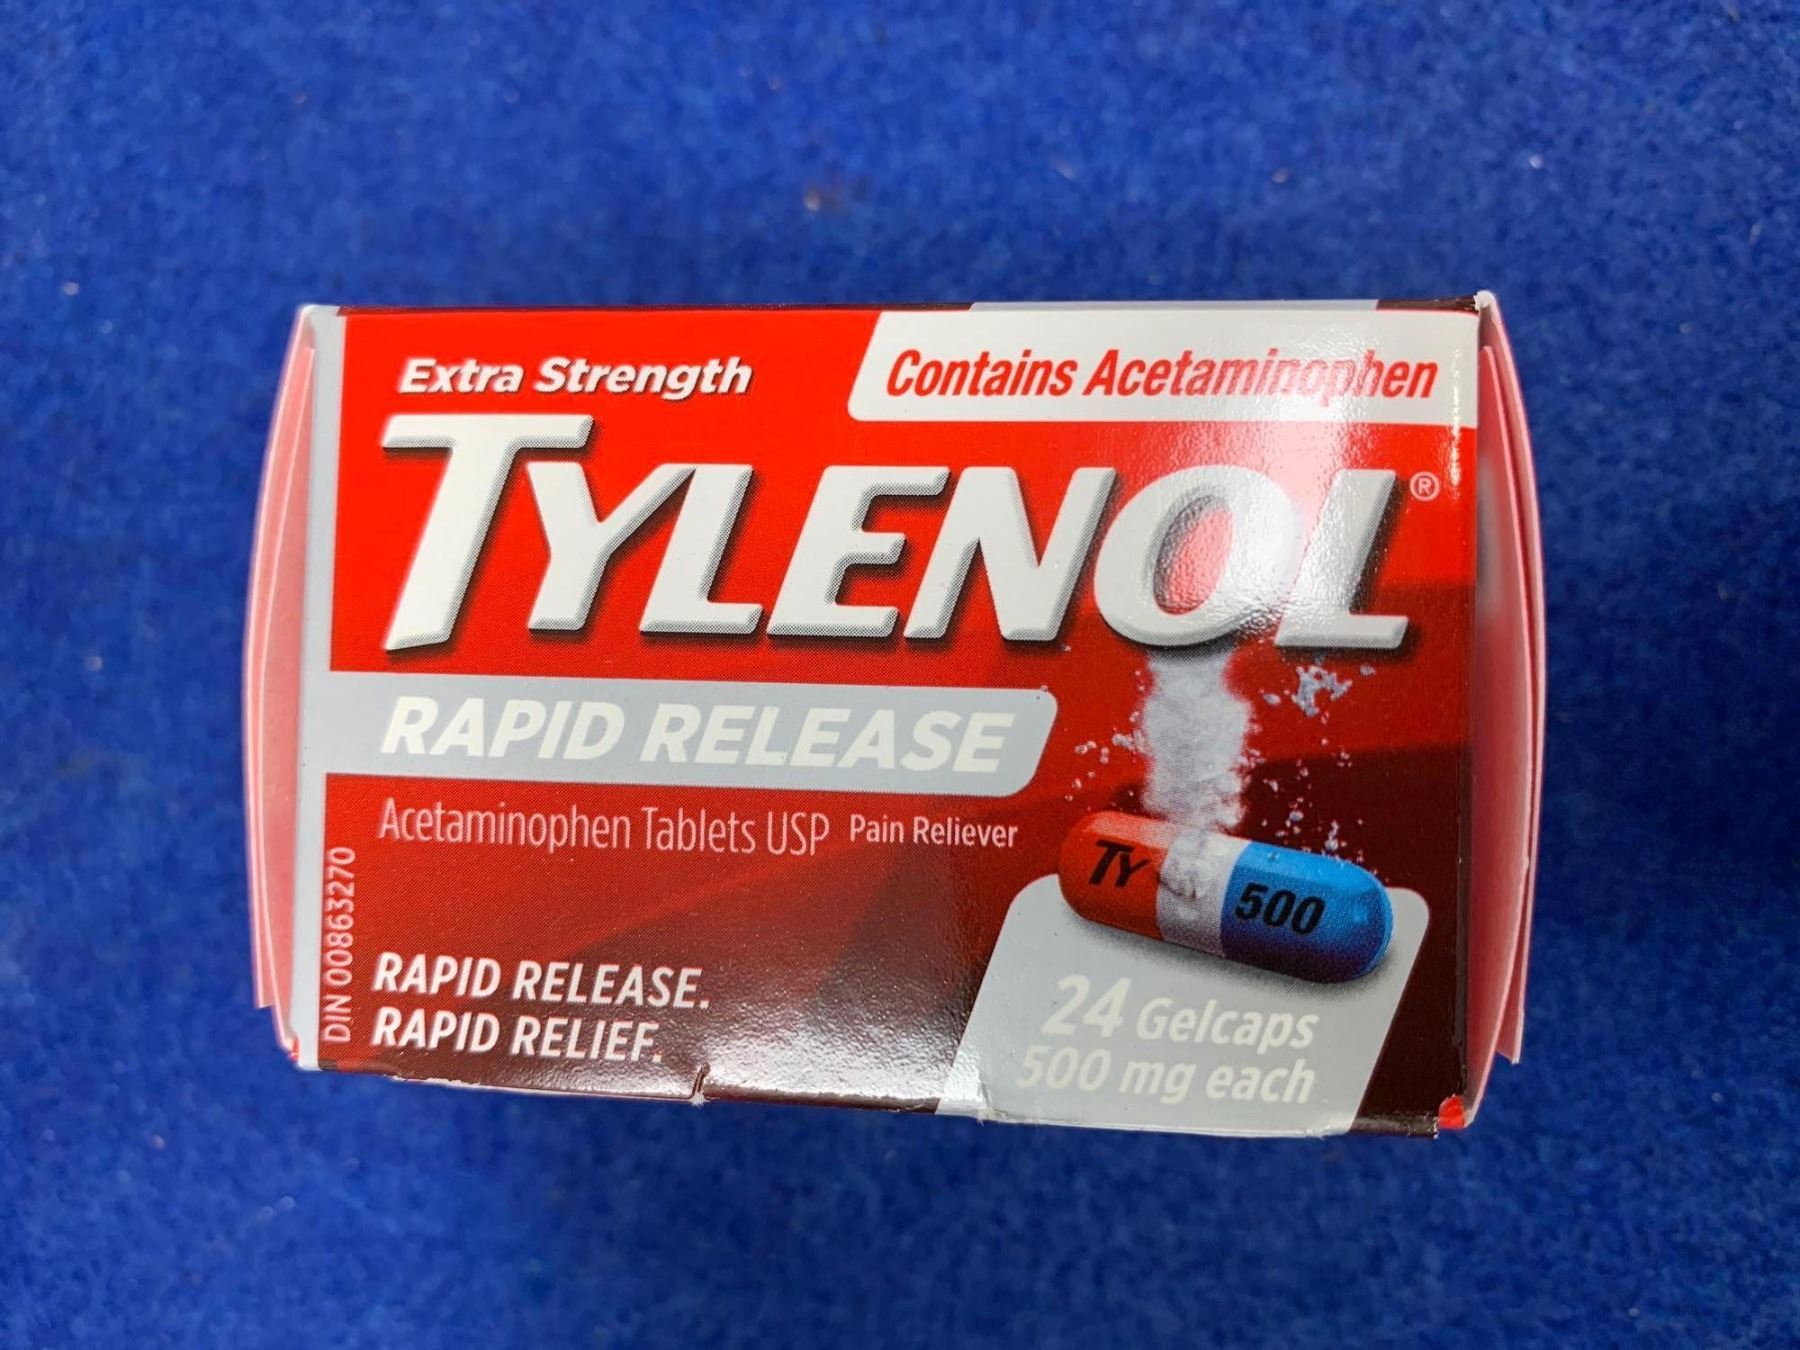 Extra Strength
Contains Acetaminophen
TYLENOL®
RAPID RELEASE
Acetaminophen Tablets USP Pain Reliever
DIN 00863270
RAPID RELEASE.
RAPID RELIEF.
TY 500
24 Gelcaps
500 mg each